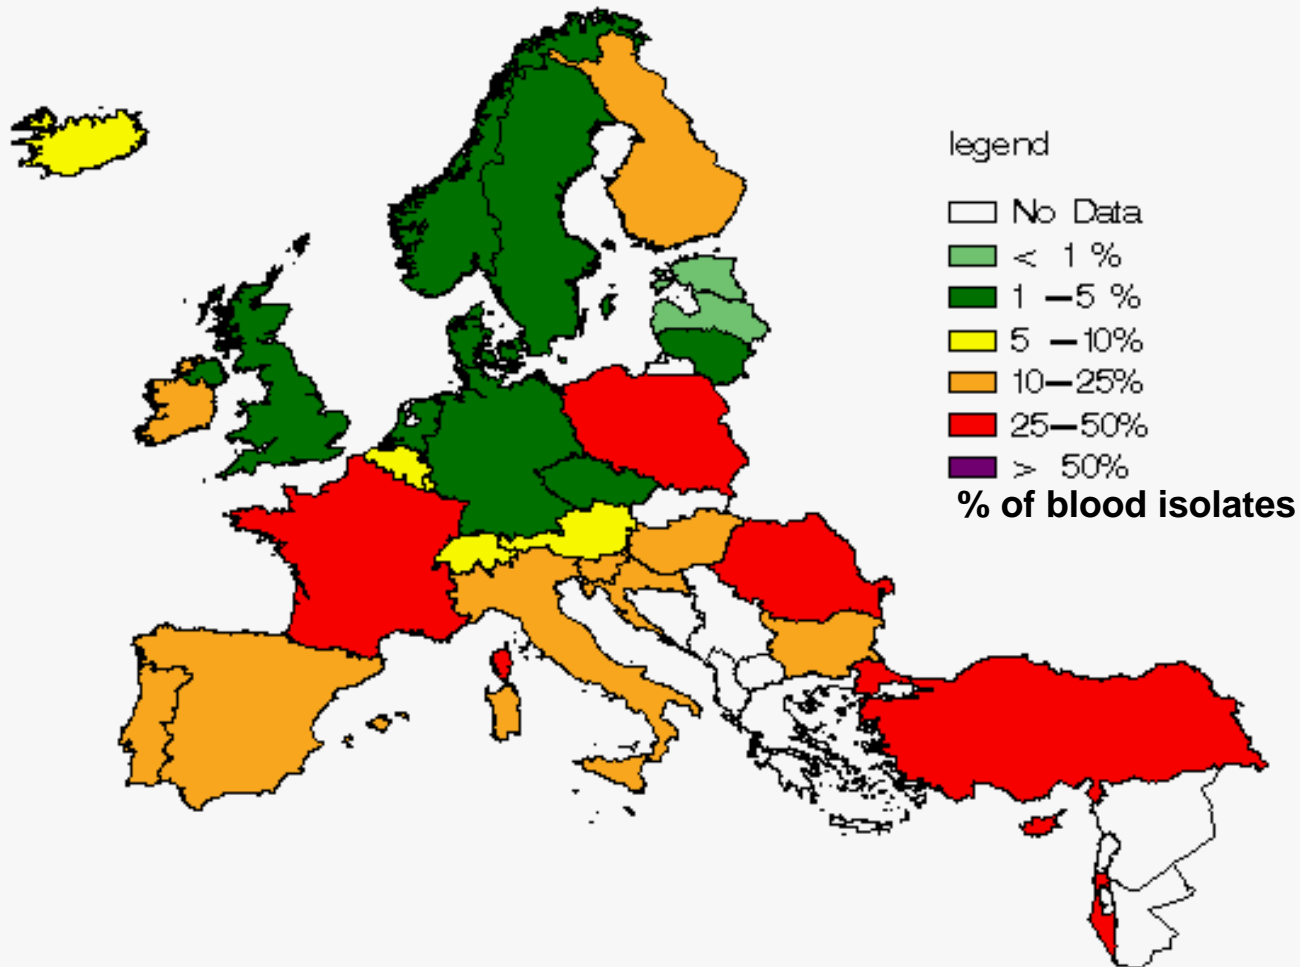 legend
No Data
< 1 %
1 –5 %
5 –10%
10–25%
25–50%
> 50%
% of blood isolates